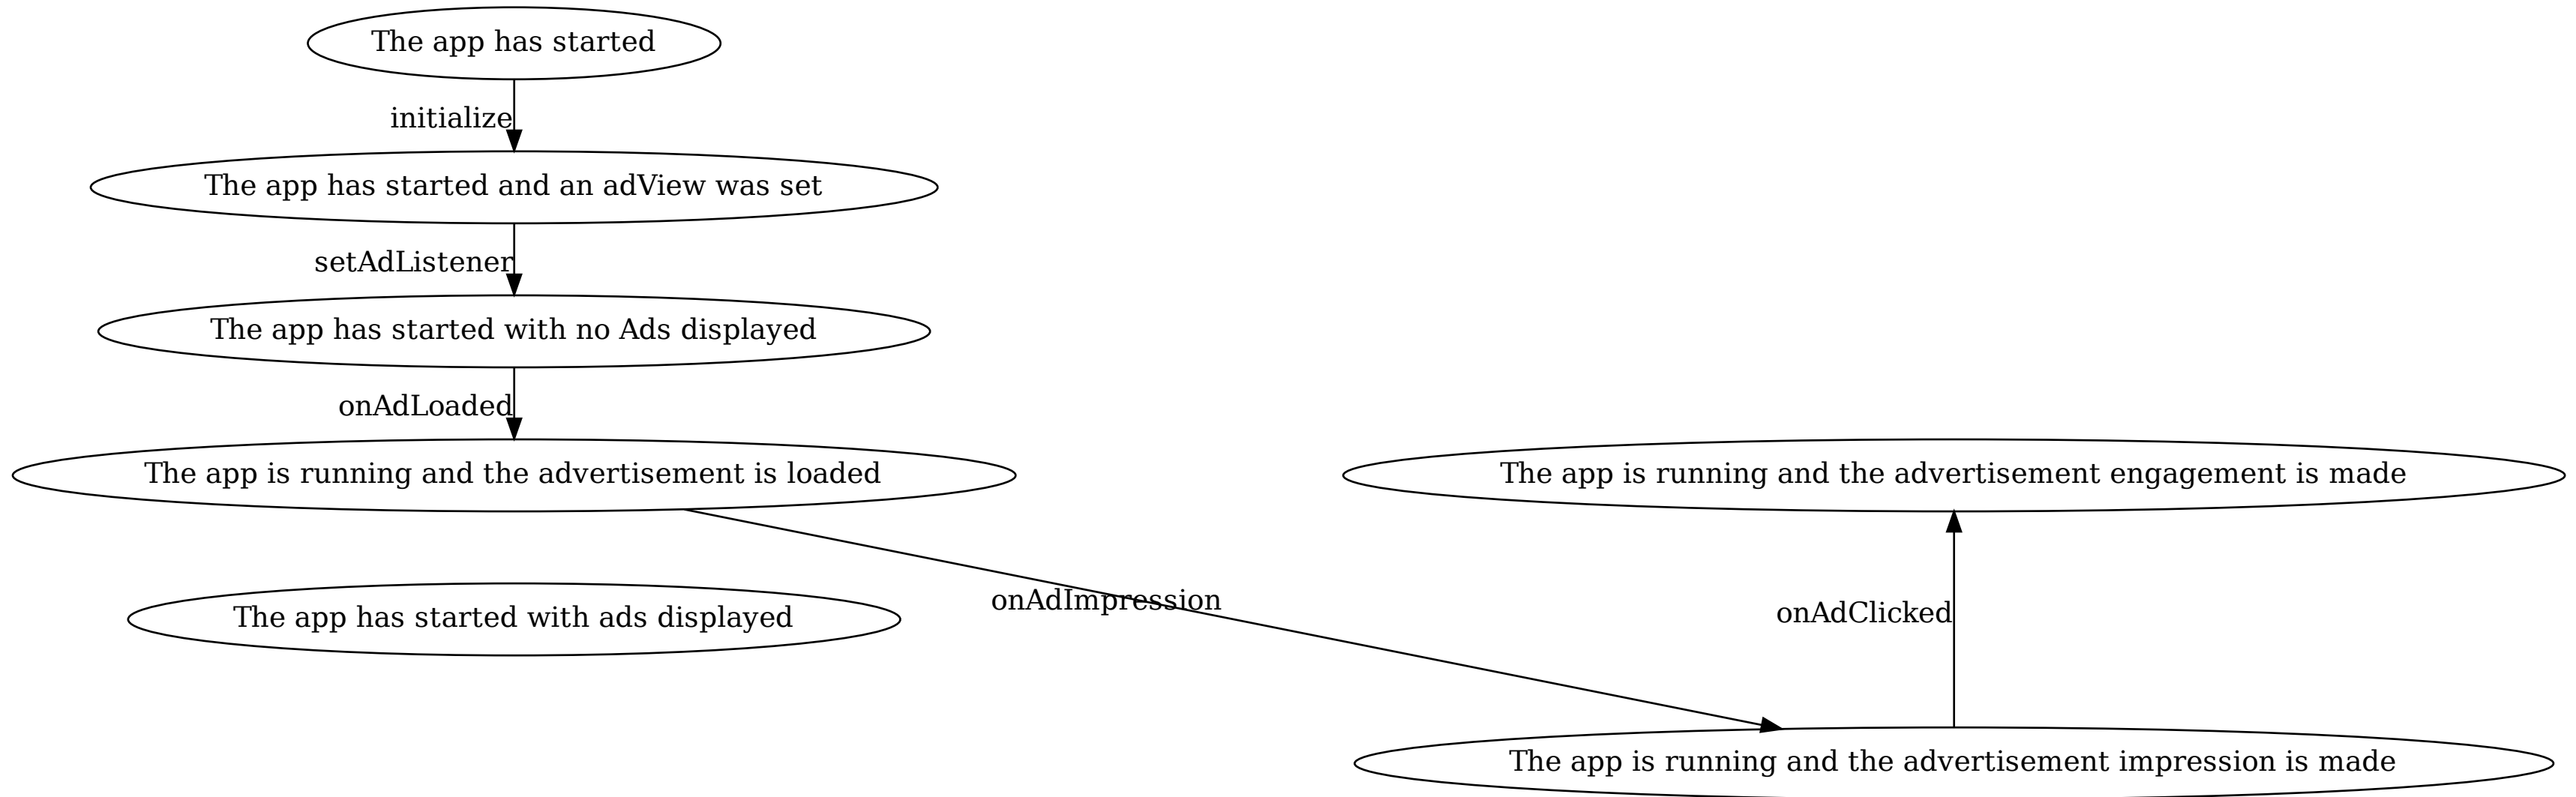 The app has started
initialize
The app has started and an adView was set
setAdListener
The app has started with no Ads displayed
onAdLoaded
The app is running and the advertisement is loaded
The app is running and the advertisement engagement is made
onAdImpression
The app has started with ads displayed
onAdClicked
The app is running and the advertisement impression is made